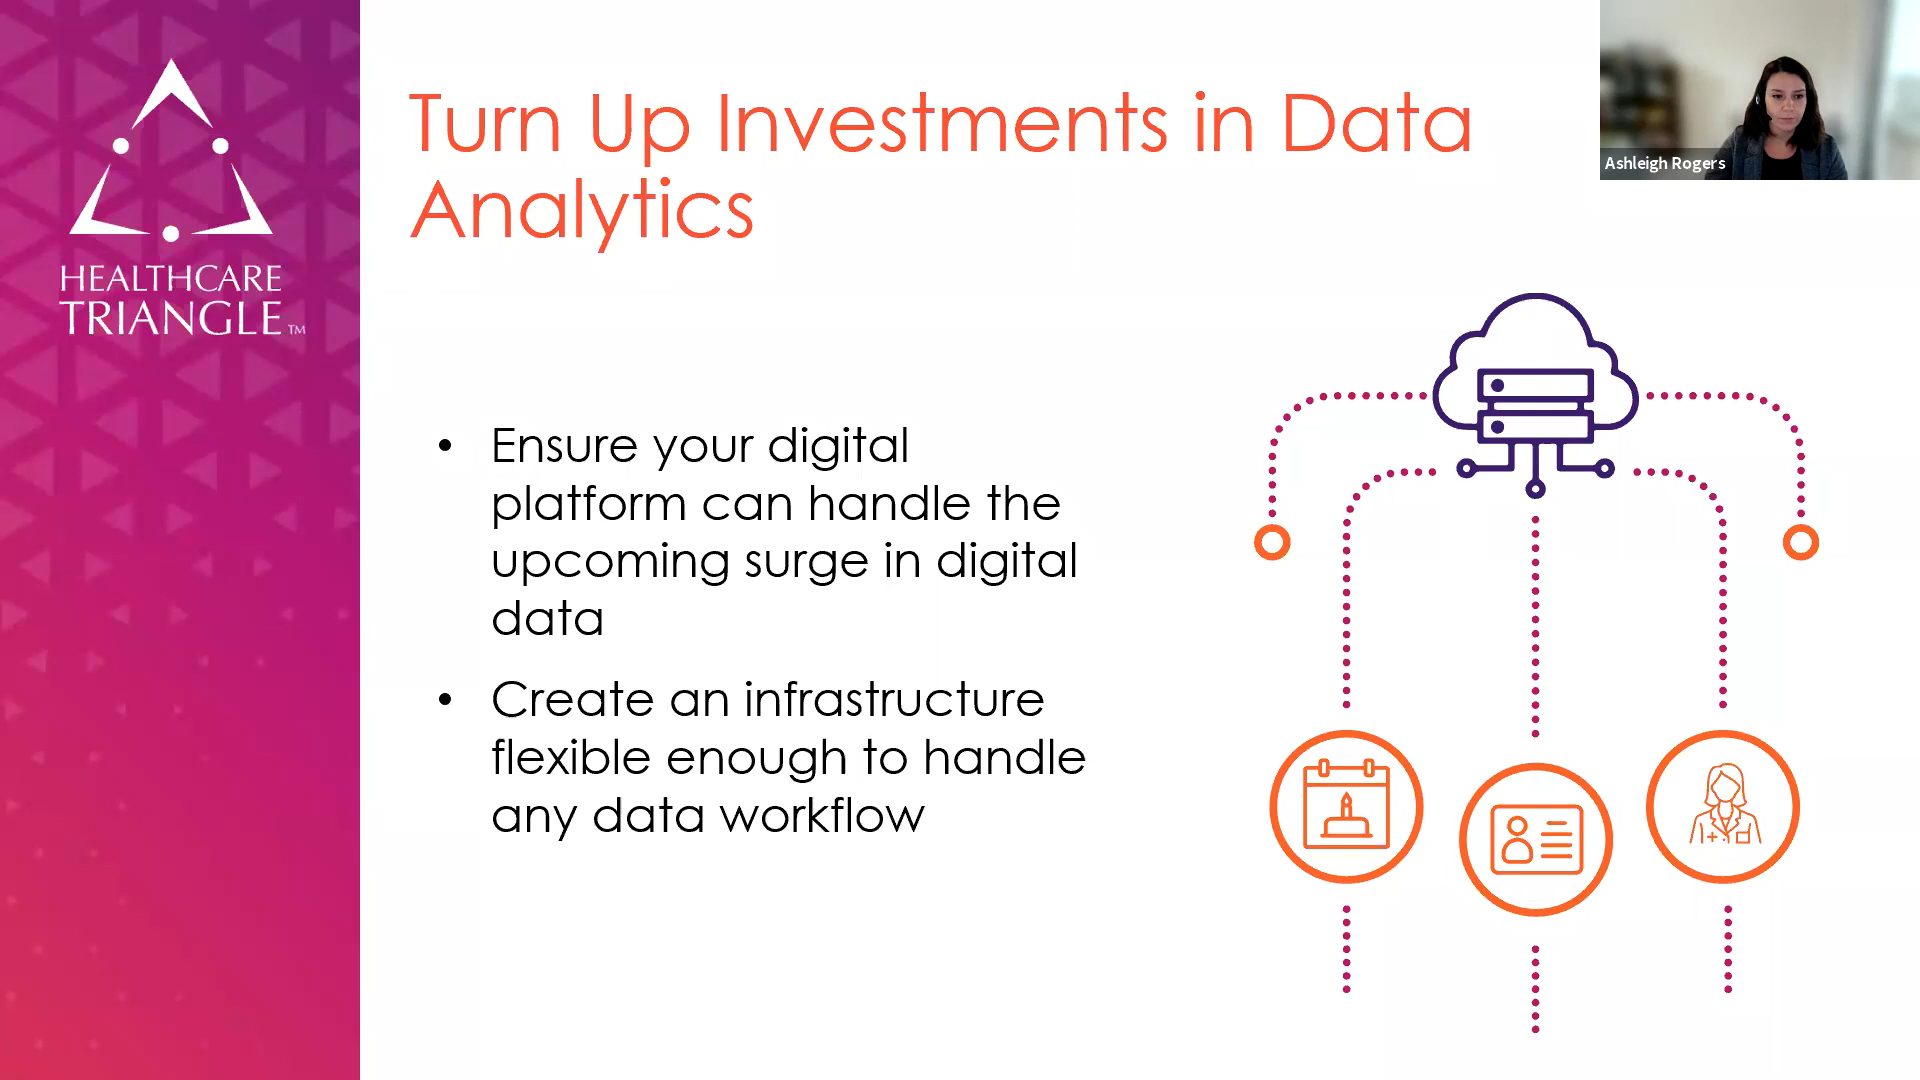 HEALTHCARE
TRIANGLE™
Turn Up Investments in Data
Analytics
Ashleigh Rogers
• Ensure your digital
platform can handle the
upcoming surge in digital
data
• Create an infrastructure
flexible enough to handle
any data workflow